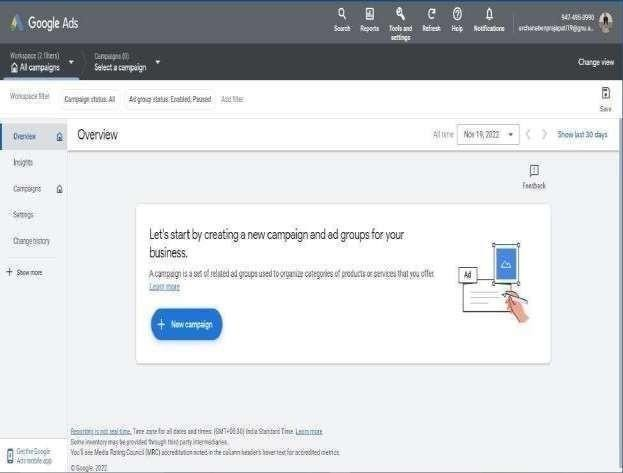 Google Ads
Search
Reports
Tools and settings
Refresh
Help
Notifications
947-495-0990
Workspace (2 filters)
All campaigns
Campaigns (0)
Select a campaign
Change view
Workspace filter
Campaign status: All
Ad group status: Enabled, Paused
Add filter
Save
Overview
Insights
Campaigns
Settings
Change history
Show more
Overview
All time
Nov 19, 2022
Show last 30 days
Feedback
Let's start by creating a new campaign and ad groups for your
business.
A campaign is a set of related ad groups used to organize categories of products or services that you offer.
Learn more
+ New campaign
Ad
Reporting is not real-time. Time zone for all dates and times: (GMT+05:30) India Standard Time. Learn more
Some inventory may be provided through third party intermediaries.
You'll see Media Rating Council (MRC) accreditation noted in the column header's hover text for accredited metrics.
© Google, 2022.
Get the Google
Ads mobile app